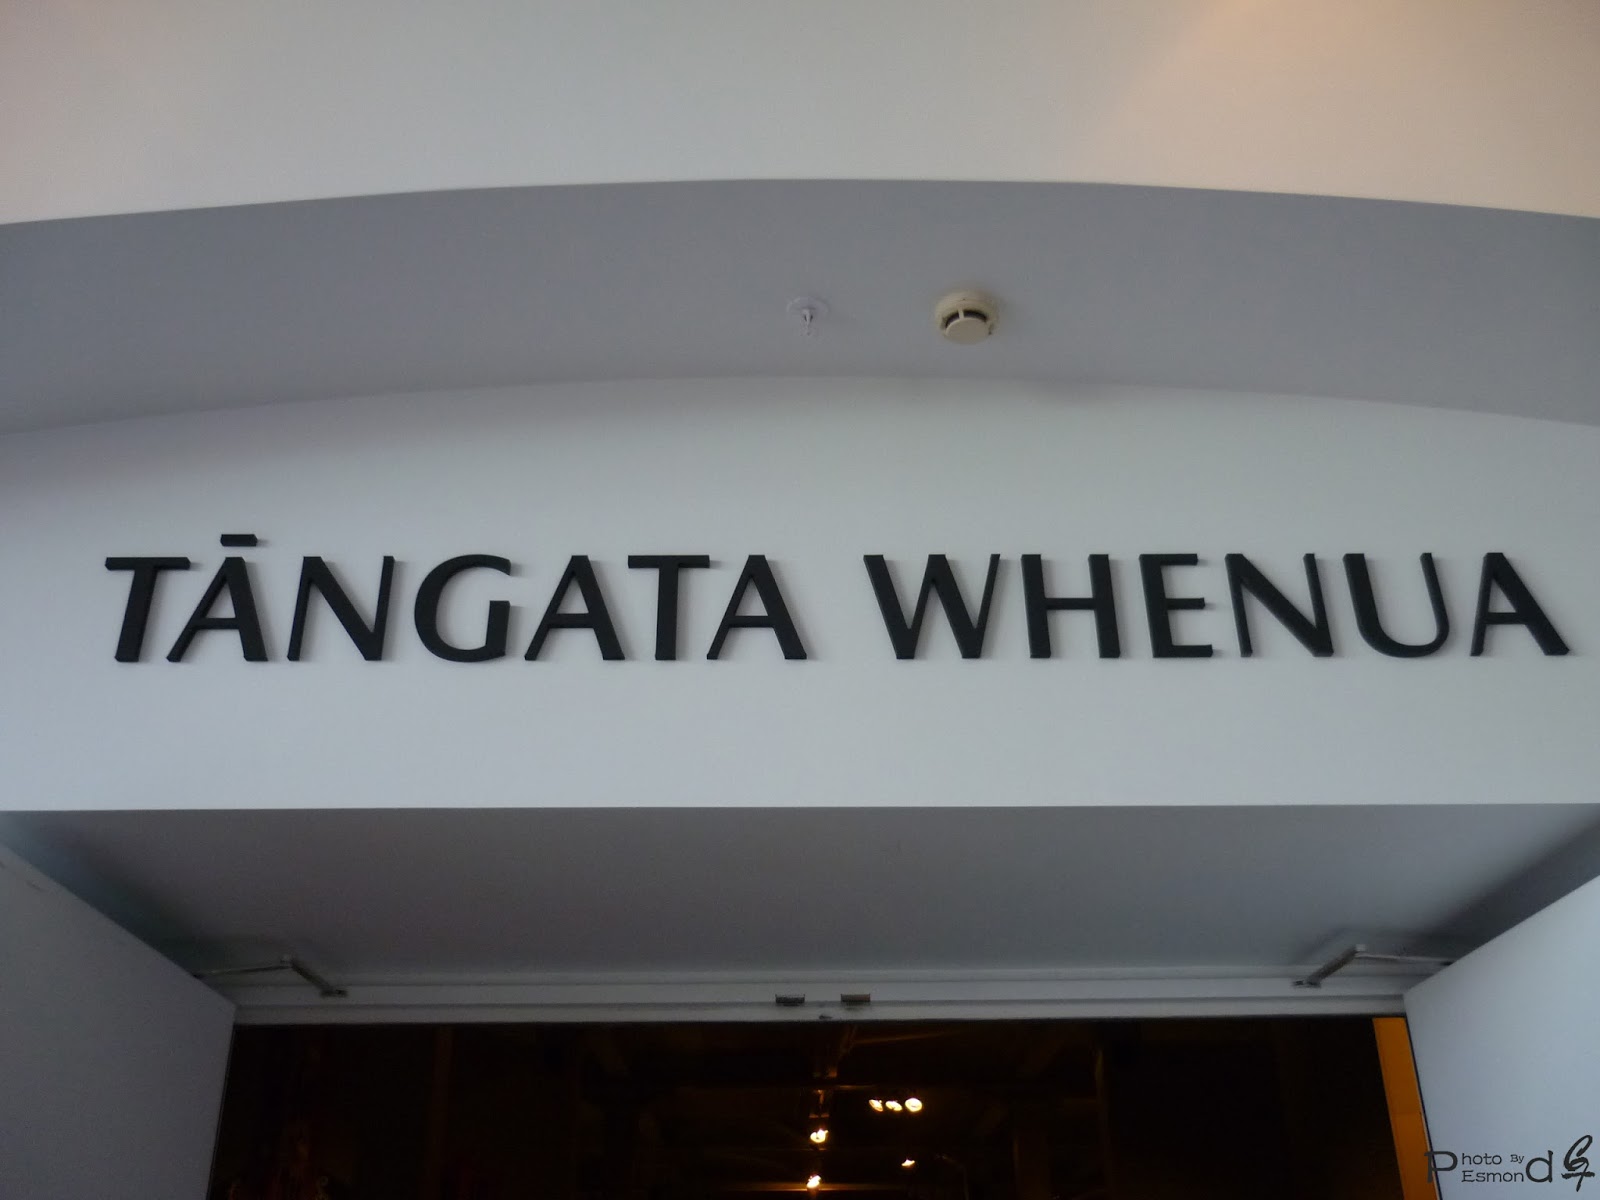 TĀNGATA WHENUA
Photo By
Esmond